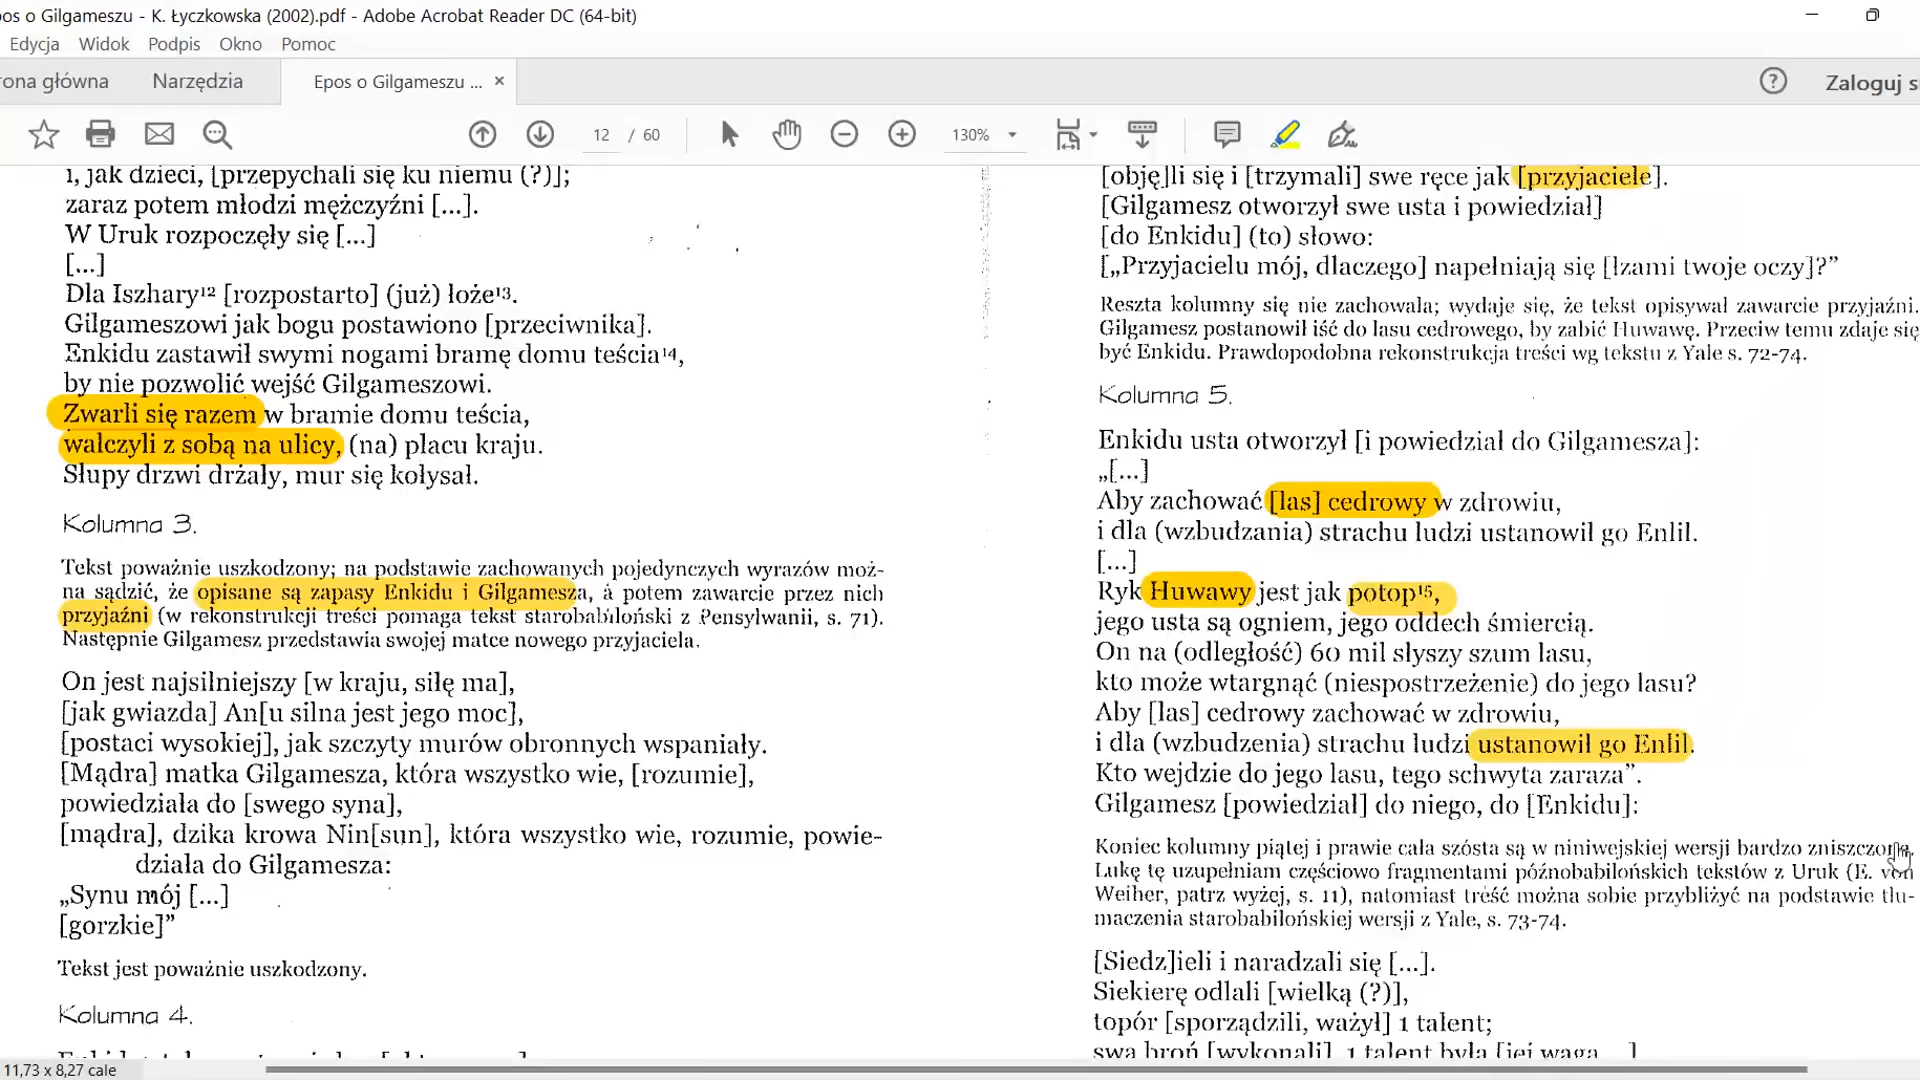 os o Gilgameszu - K. Łyczkowska (2002).pdf - Adobe Acrobat Reader DC (64-bit)
Edycja Widok Podpis Okno Pomoc
rona główna Narzędzia Epos o Gilgameszu ... × Zaloguj s
12 / 60 130%
i, jak dzieci, [przepychali się ku niemu (?)];
zaraz potem młodzi mężczyźni [...].
W Uruk rozpoczęły się [...]
[...]
Dla Iszhary¹² [rozpostarto] (już) łoże¹³.
Gilgameszowi jak bogu postawiono [przeciwnika].
Enkidu zastawił swymi nogami bramę domu teścia¹⁴,
by nie pozwolić wejść Gilgameszowi.
Zwarli się razem w bramie domu teścia,
walczyli z sobą na ulicy, (na) placu kraju.
Słupy drzwi drżały, mur się kołysał.
Kolumna 3.
Tekst poważnie uszkodzony; na podstawie zachowanych pojedynczych wyrazów moż-
na sądzić, że opisane są zapasy Enkidu i Gilgamesza, a potem zawarcie przez nich
przyjaźni (w rekonstrukcji treści pomaga tekst starobabiloński z Pensylwanii, s. 71).
Następnie Gilgamesz przedstawia swojej matce nowego przyjaciela.
On jest najsilniejszy [w kraju, siłę ma],
[jak gwiazda] An[u silna jest jego moc],
[postaci wysokiej], jak szczyty murów obronnych wspaniały.
[Mądra] matka Gilgamesza, która wszystko wie, [rozumie],
powiedziała do [swego syna],
[mądra], dzika krowa Nin[sun], która wszystko wie, rozumie, powie-
działa do Gilgamesza:
„Synu mój [...]
[gorzkie]”
Tekst jest poważnie uszkodzony.
Kolumna 4.
[obję]li się i [trzymali] swe ręce jak [przyjaciele].
[Gilgamesz otworzył swe usta i powiedział]
[do Enkidu] (to) słowo:
[„Przyjacielu mój, dlaczego] napełniają się [łzami twoje oczy]?”
Reszta kolumny się nie zachowała; wydaje się, że tekst opisywał zawarcie przyjaźni.
Gilgamesz postanowił iść do lasu cedrowego, by zabić Huwawę. Przeciw temu zdaje się
być Enkidu. Prawdopodobna rekonstrukcja treści wg tekstu z Yale s. 72-74.
Kolumna 5.
Enkidu usta otworzył [i powiedział do Gilgamesza]:
„[...]
Aby zachować [las] cedrowy w zdrowiu,
i dla (wzbudzania) strachu ludzi ustanowił go Enlil.
[...]
Ryk Huwawy jest jak potop¹⁵,
jego usta są ogniem, jego oddech śmiercią.
On na (odległość) 60 mil słyszy szum lasu,
kto może wtargnąć (niespostrzeżenie) do jego lasu?
Aby [las] cedrowy zachować w zdrowiu,
i dla (wzbudzenia) strachu ludzi ustanowił go Enlil.
Kto wejdzie do jego lasu, tego schwyta zaraza”.
Gilgamesz [powiedział] do niego, do [Enkidu]:
Koniec kolumny piątej i prawie cała szósta są w niniwejskiej wersji bardzo
Lukę tę uzupełniam częściowo fragmentami późnobabilońskich tekstów z Uruk (E. von
Weiher, patrz wyżej, s. 11), natomiast treść można sobie przybliżyć na podstawie tłu-
maczenia starobabilońskiej wersji z Yale, s. 73-74.
[Siedz]ieli i naradzali się [...].
Siekierę odlali [wielką (?)],
topór [sporządzili, ważył] 1 talent;
swą broń [wykonali], 1 talent była [jej waga ...]
11,73 x 8,27 cale